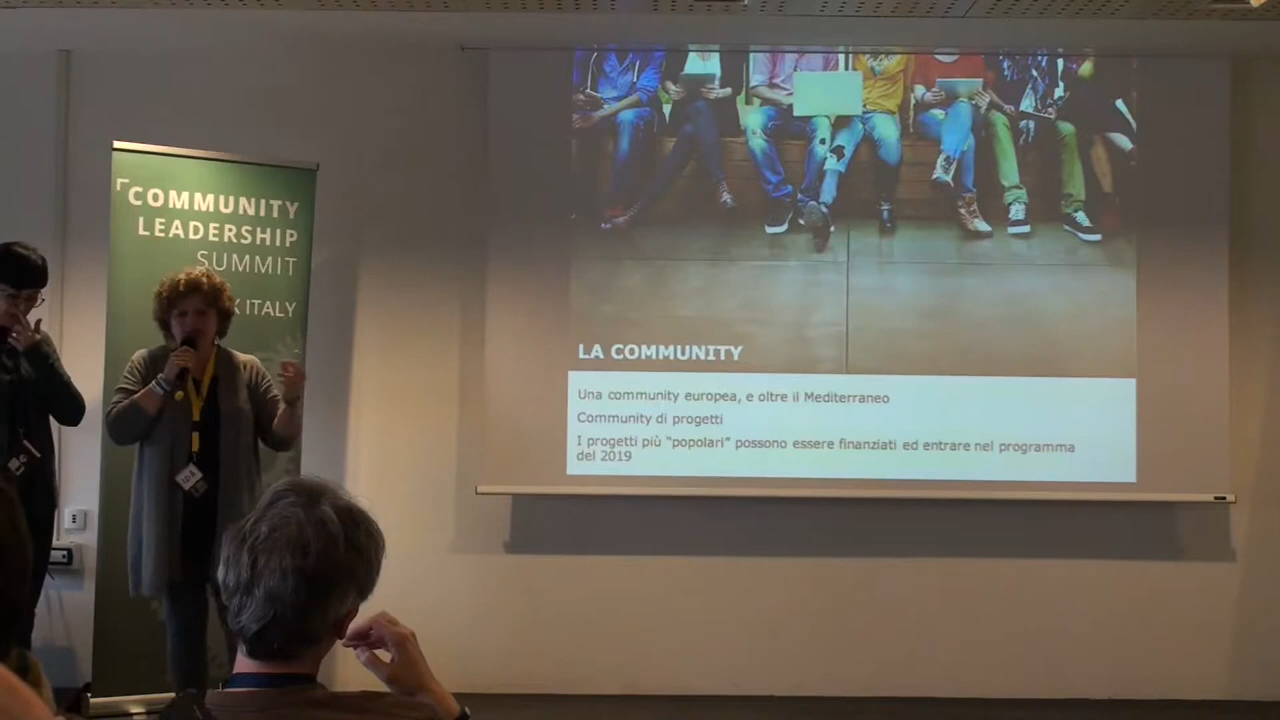 COMMUNITY
LEADERSHIP
SUMMIT
X ITALY
LA COMMUNITY
Una community europea, e oltre il Mediterraneo
Community di progetti
I progetti più “popolari” possono essere finanziati ed entrare nel programma
del 2019